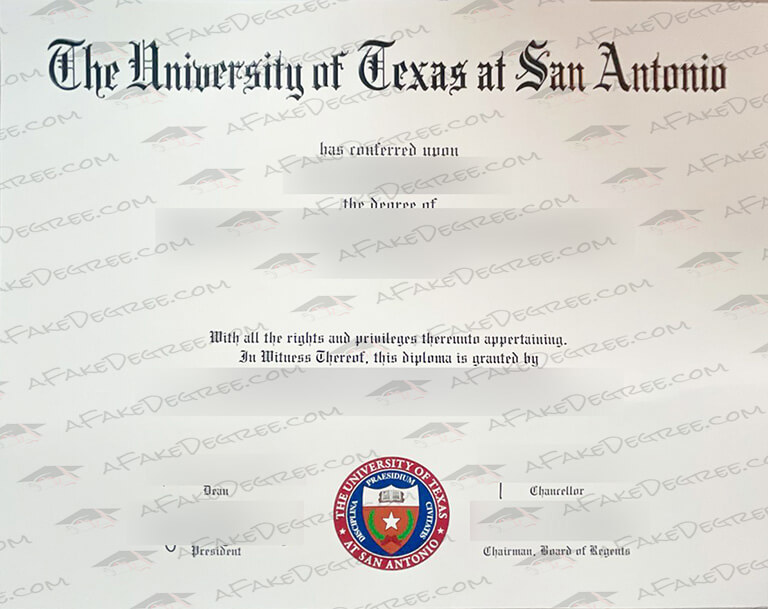 The University of Texas at San Antonio
has conferred upon
the degree of
With all the rights and privileges thereunto appertaining.
In Witness Thereof, this diploma is granted by
Dean
Chancellor
President
Chairman, Board of Regents
THE UNIVERSITY OF TEXAS
AT SAN ANTONIO
PRAESIDIUM
DISCIPLINA
CIVITATIS
AFAKEDEGREE.COM